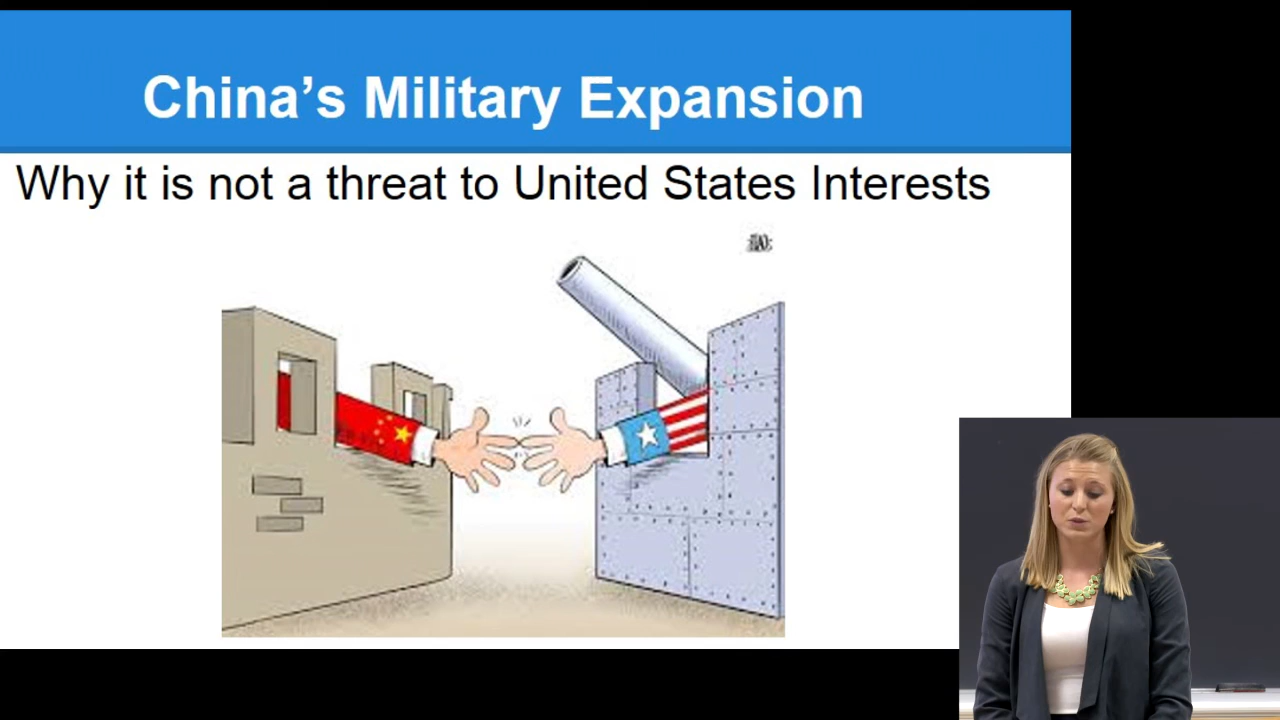 China’s Military Expansion
Why it is not a threat to United States Interests